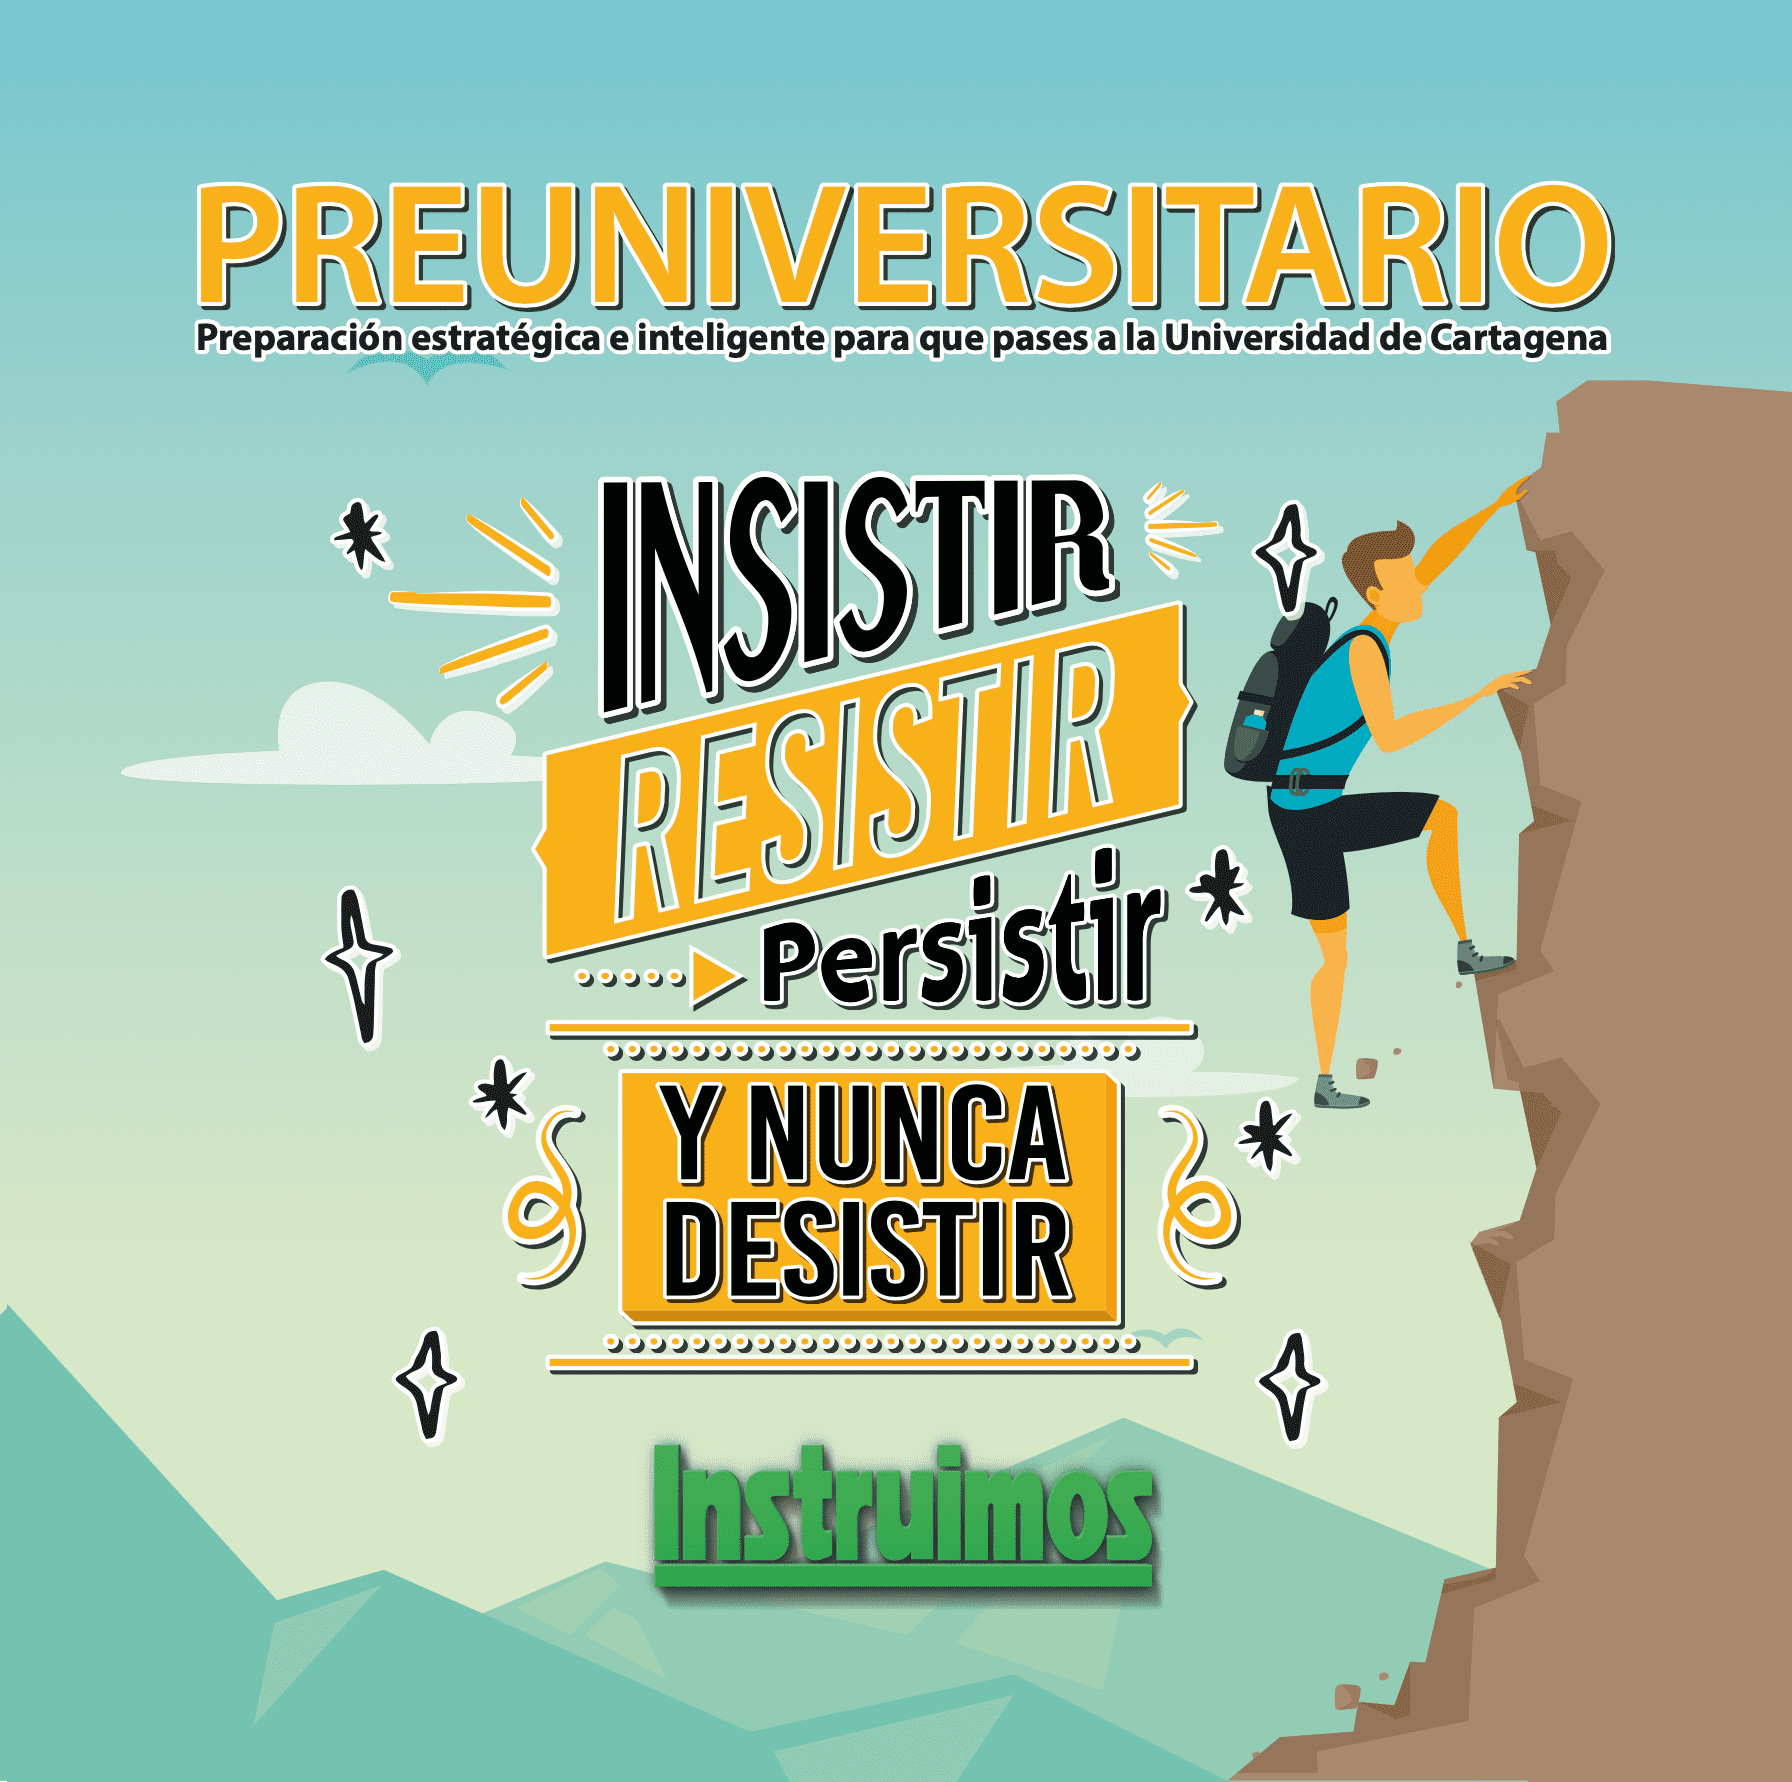 PREUNIVERSITARIO
Preparación estratégica e inteligente para que pases a la Universidad de Cartagena
INSISTIR
RESISTIR
Persistir
Y NUNCA
DESISTIR
Instruimos